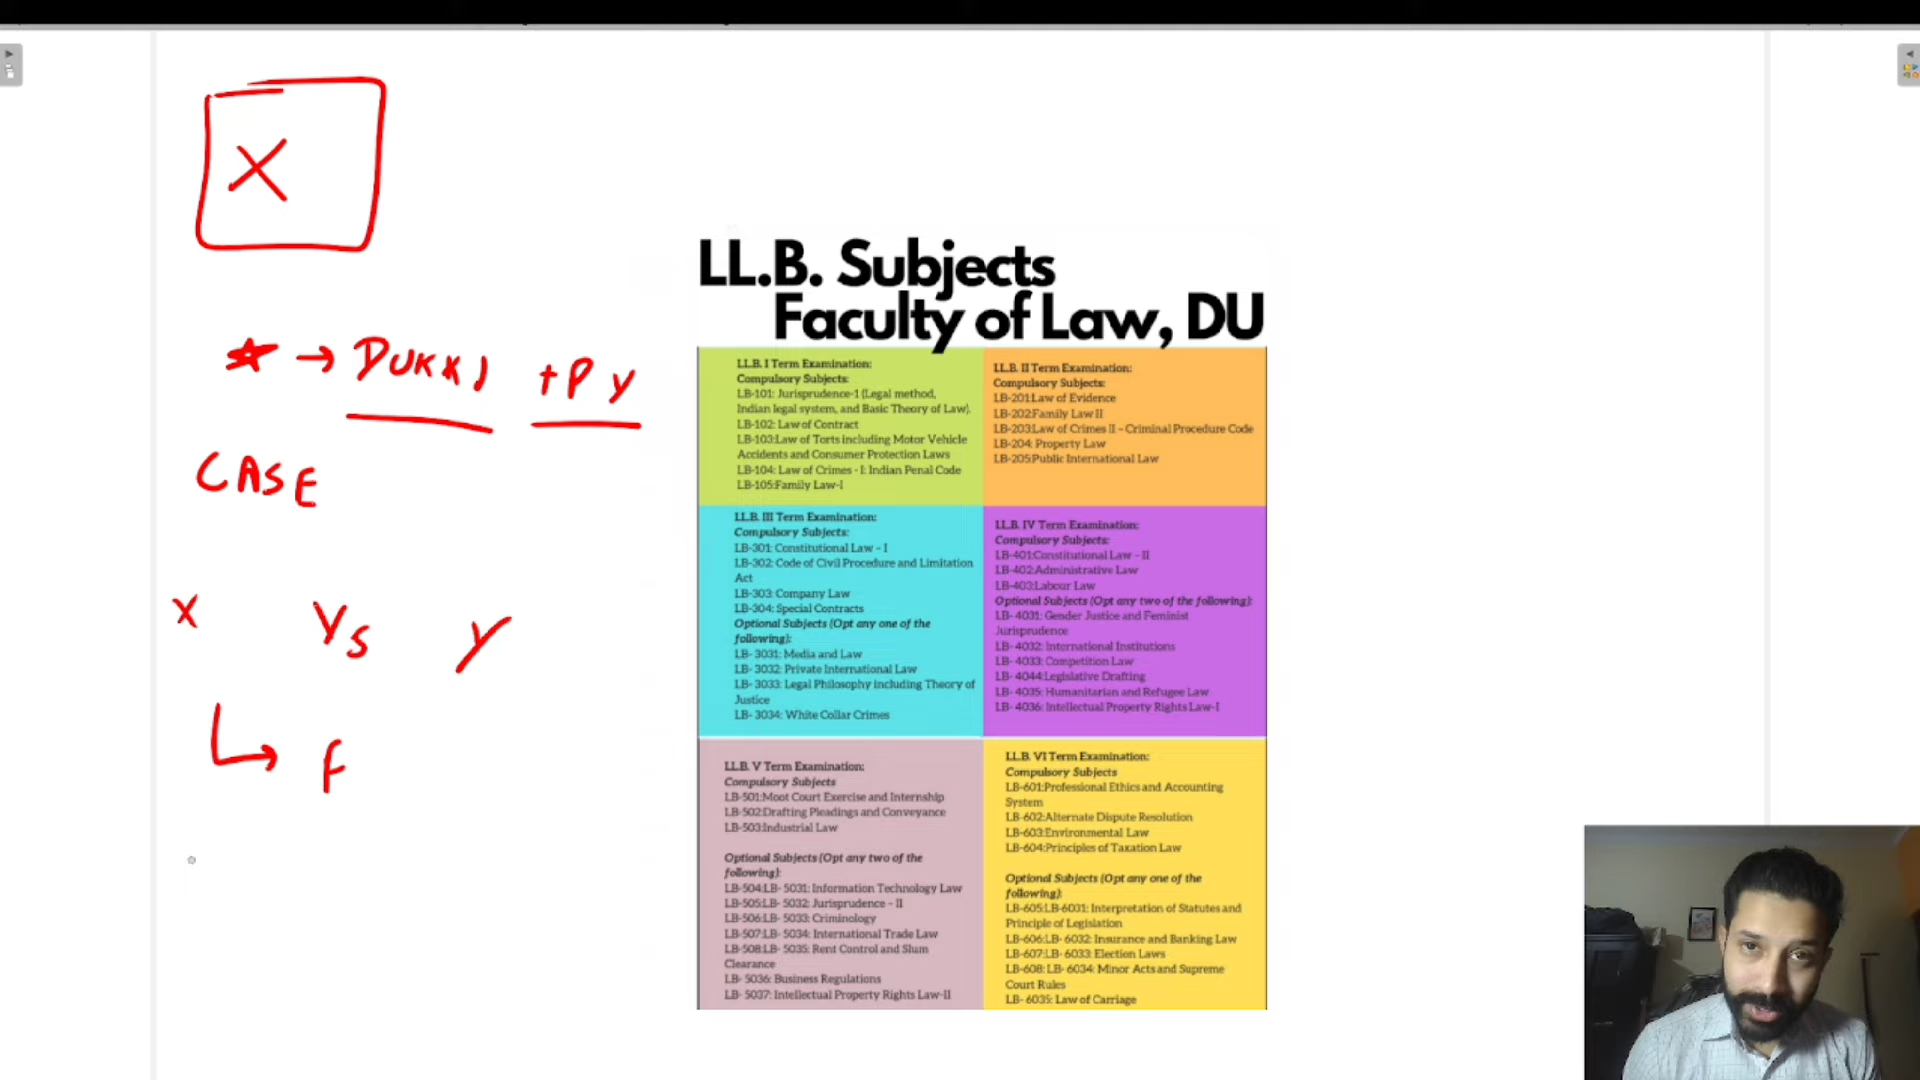 X
→ DUKKI +PY
CASE
X Vs Y
F
LL.B. Subjects
Faculty of Law, DU
LL.B. I Term Examination:
Compulsory Subjects:
LB-101: Jurisprudence-1 (Legal method,
Indian legal system, and Basic Theory of Law).
LB-102: Law of Contract
LB-103:Law of Torts including Motor Vehicle
Accidents and Consumer Protection Laws
LB-104: Law of Crimes - I: Indian Penal Code
LB-105:Family Law-I
LL.B. II Term Examination:
Compulsory Subjects:
LB-201:Law of Evidence
LB-202:Family Law II
LB-203:Law of Crimes II – Criminal Procedure Code
LB-204: Property Law
LB-205:Public International Law
LL.B. III Term Examination:
Compulsory Subjects:
LB-301: Constitutional Law – I
LB-302: Code of Civil Procedure and Limitation
Act
LB-303: Company Law
LB-304: Special Contracts
Optional Subjects (Opt any one of the
following):
LB- 3031: Media and Law
LB- 3032: Private International Law
LB- 3033: Legal Philosophy including Theory of
Justice
LB- 3034: White Collar Crimes
LL.B. IV Term Examination:
Compulsory Subjects:
LB-401:Constitutional Law – II
LB-402:Administrative Law
LB-403:Labour Law
Optional Subjects (Opt any two of the following):
LB- 4031: Gender Justice and Feminist
Jurisprudence
LB- 4032: International Institutions
LB- 4033: Competition Law
LB- 4044:Legislative Drafting
LB- 4035: Humanitarian and Refugee Law
LB- 4036: Intellectual Property Rights Law-I
LL.B. V Term Examination:
Compulsory Subjects
LB-501:Moot Court Exercise and Internship
LB-502:Drafting Pleadings and Conveyance
LB-503:Industrial Law
Optional Subjects (Opt any two of the
following):
LB-504:LB- 5031: Information Technology Law
LB-505:LB- 5032: Jurisprudence – II
LB-506:LB- 5033: Criminology
LB-507:LB- 5034: International Trade Law
LB-508:LB- 5035: Rent Control and Slum
Clearance
LB- 5036: Business Regulations
LB- 5037: Intellectual Property Rights Law-II
LL.B. VI Term Examination:
Compulsory Subjects
LB-601:Professional Ethics and Accounting
System
LB-602:Alternate Dispute Resolution
LB-603:Environmental Law
LB-604:Principles of Taxation Law
Optional Subjects (Opt any one of the
following):
LB-605:LB-6031: Interpretation of Statutes and
Principle of Legislation
LB-606:LB- 6032: Insurance and Banking Law
LB-607:LB- 6033: Election Laws
LB-608: LB- 6034: Minor Acts and Supreme
Court Rules
LB- 6035: Law of Carriage